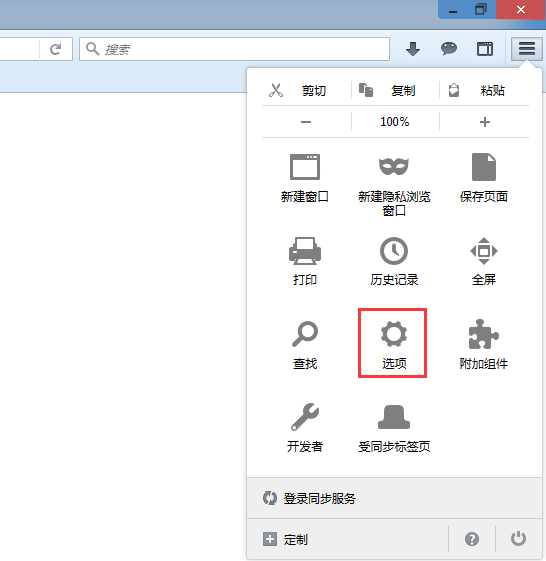 搜索
剪切 复制 粘贴
100%
新建窗口 新建隐私浏览 保存页面
窗口
打印 历史记录 全屏
查找 选项 附加组件
开发者 受同步标签页
登录同步服务
定制